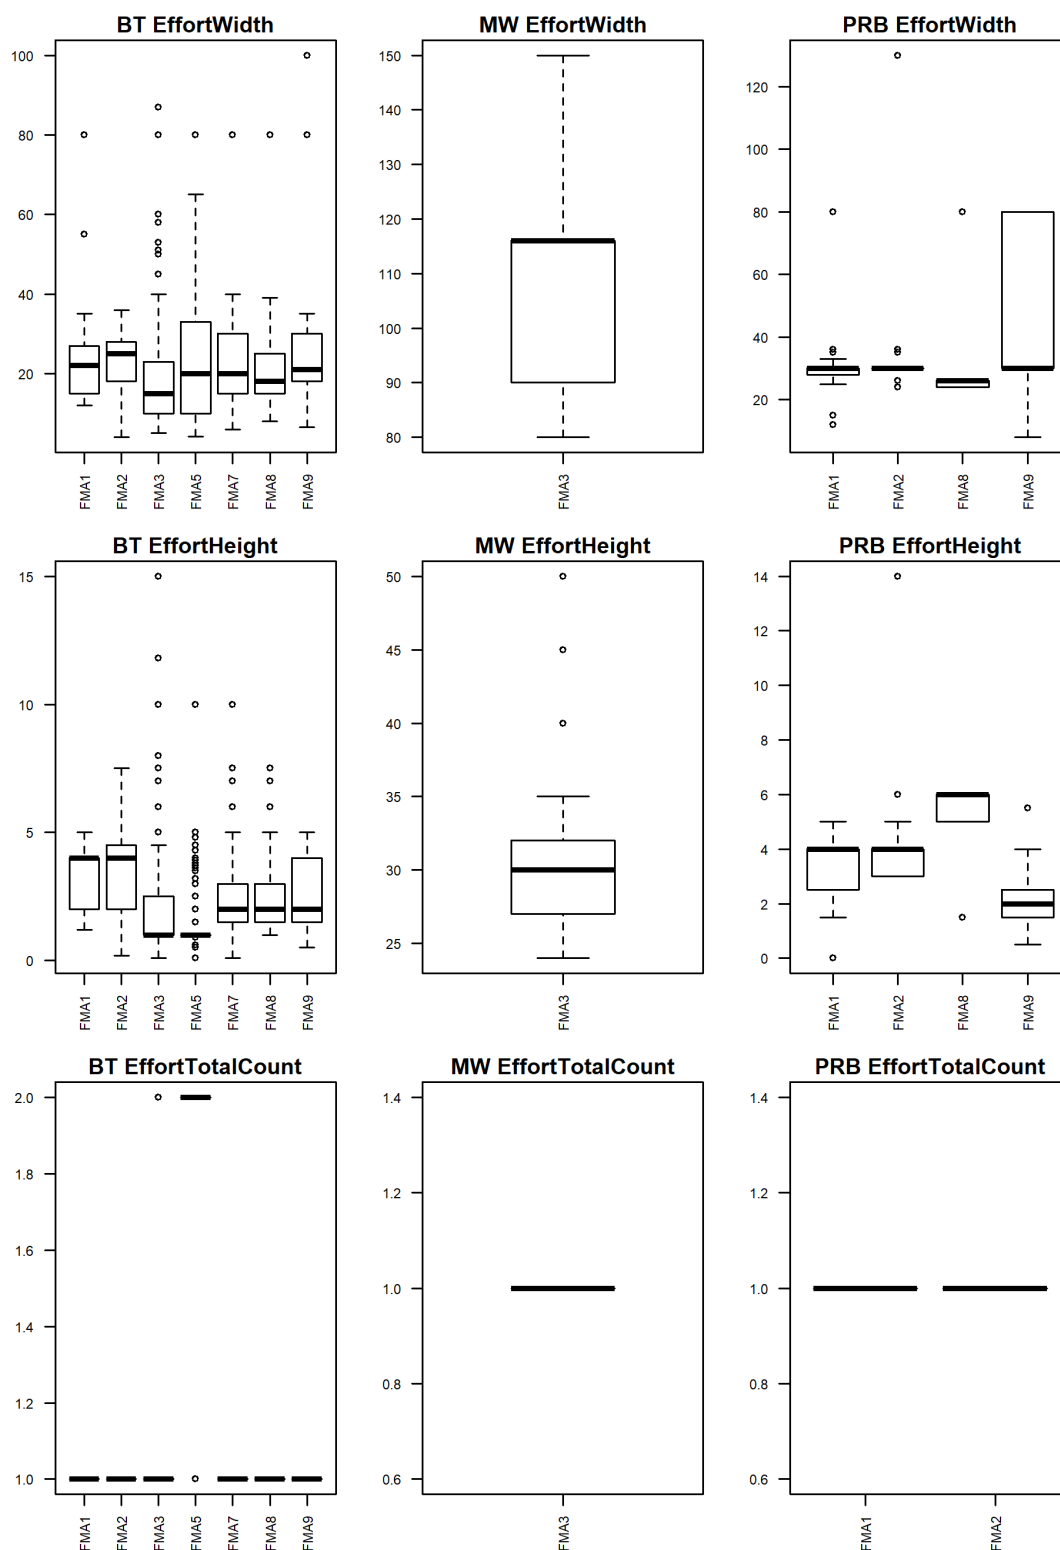 BT EffortWidth
100
80
60
40
20
FMA1
FMA2
FMA3
FMA5
FMA7
FMA8
FMA9
MW EffortWidth
150
140
130
120
110
100
90
80
FMA3
PRB EffortWidth
120
100
80
60
40
20
FMA1
FMA2
FMA8
FMA9
BT EffortHeight
15
10
5
0
FMA1
FMA2
FMA3
FMA5
FMA7
FMA8
FMA9
MW EffortHeight
50
45
40
35
30
25
FMA3
PRB EffortHeight
14
12
10
8
6
4
2
0
FMA1
FMA2
FMA8
FMA9
BT EffortTotalCount
2.0
1.8
1.6
1.4
1.2
1.0
FMA1
FMA2
FMA3
FMA5
FMA7
FMA8
FMA9
MW EffortTotalCount
1.4
1.2
1.0
0.8
0.6
FMA3
PRB EffortTotalCount
1.4
1.2
1.0
0.8
0.6
FMA1
FMA2